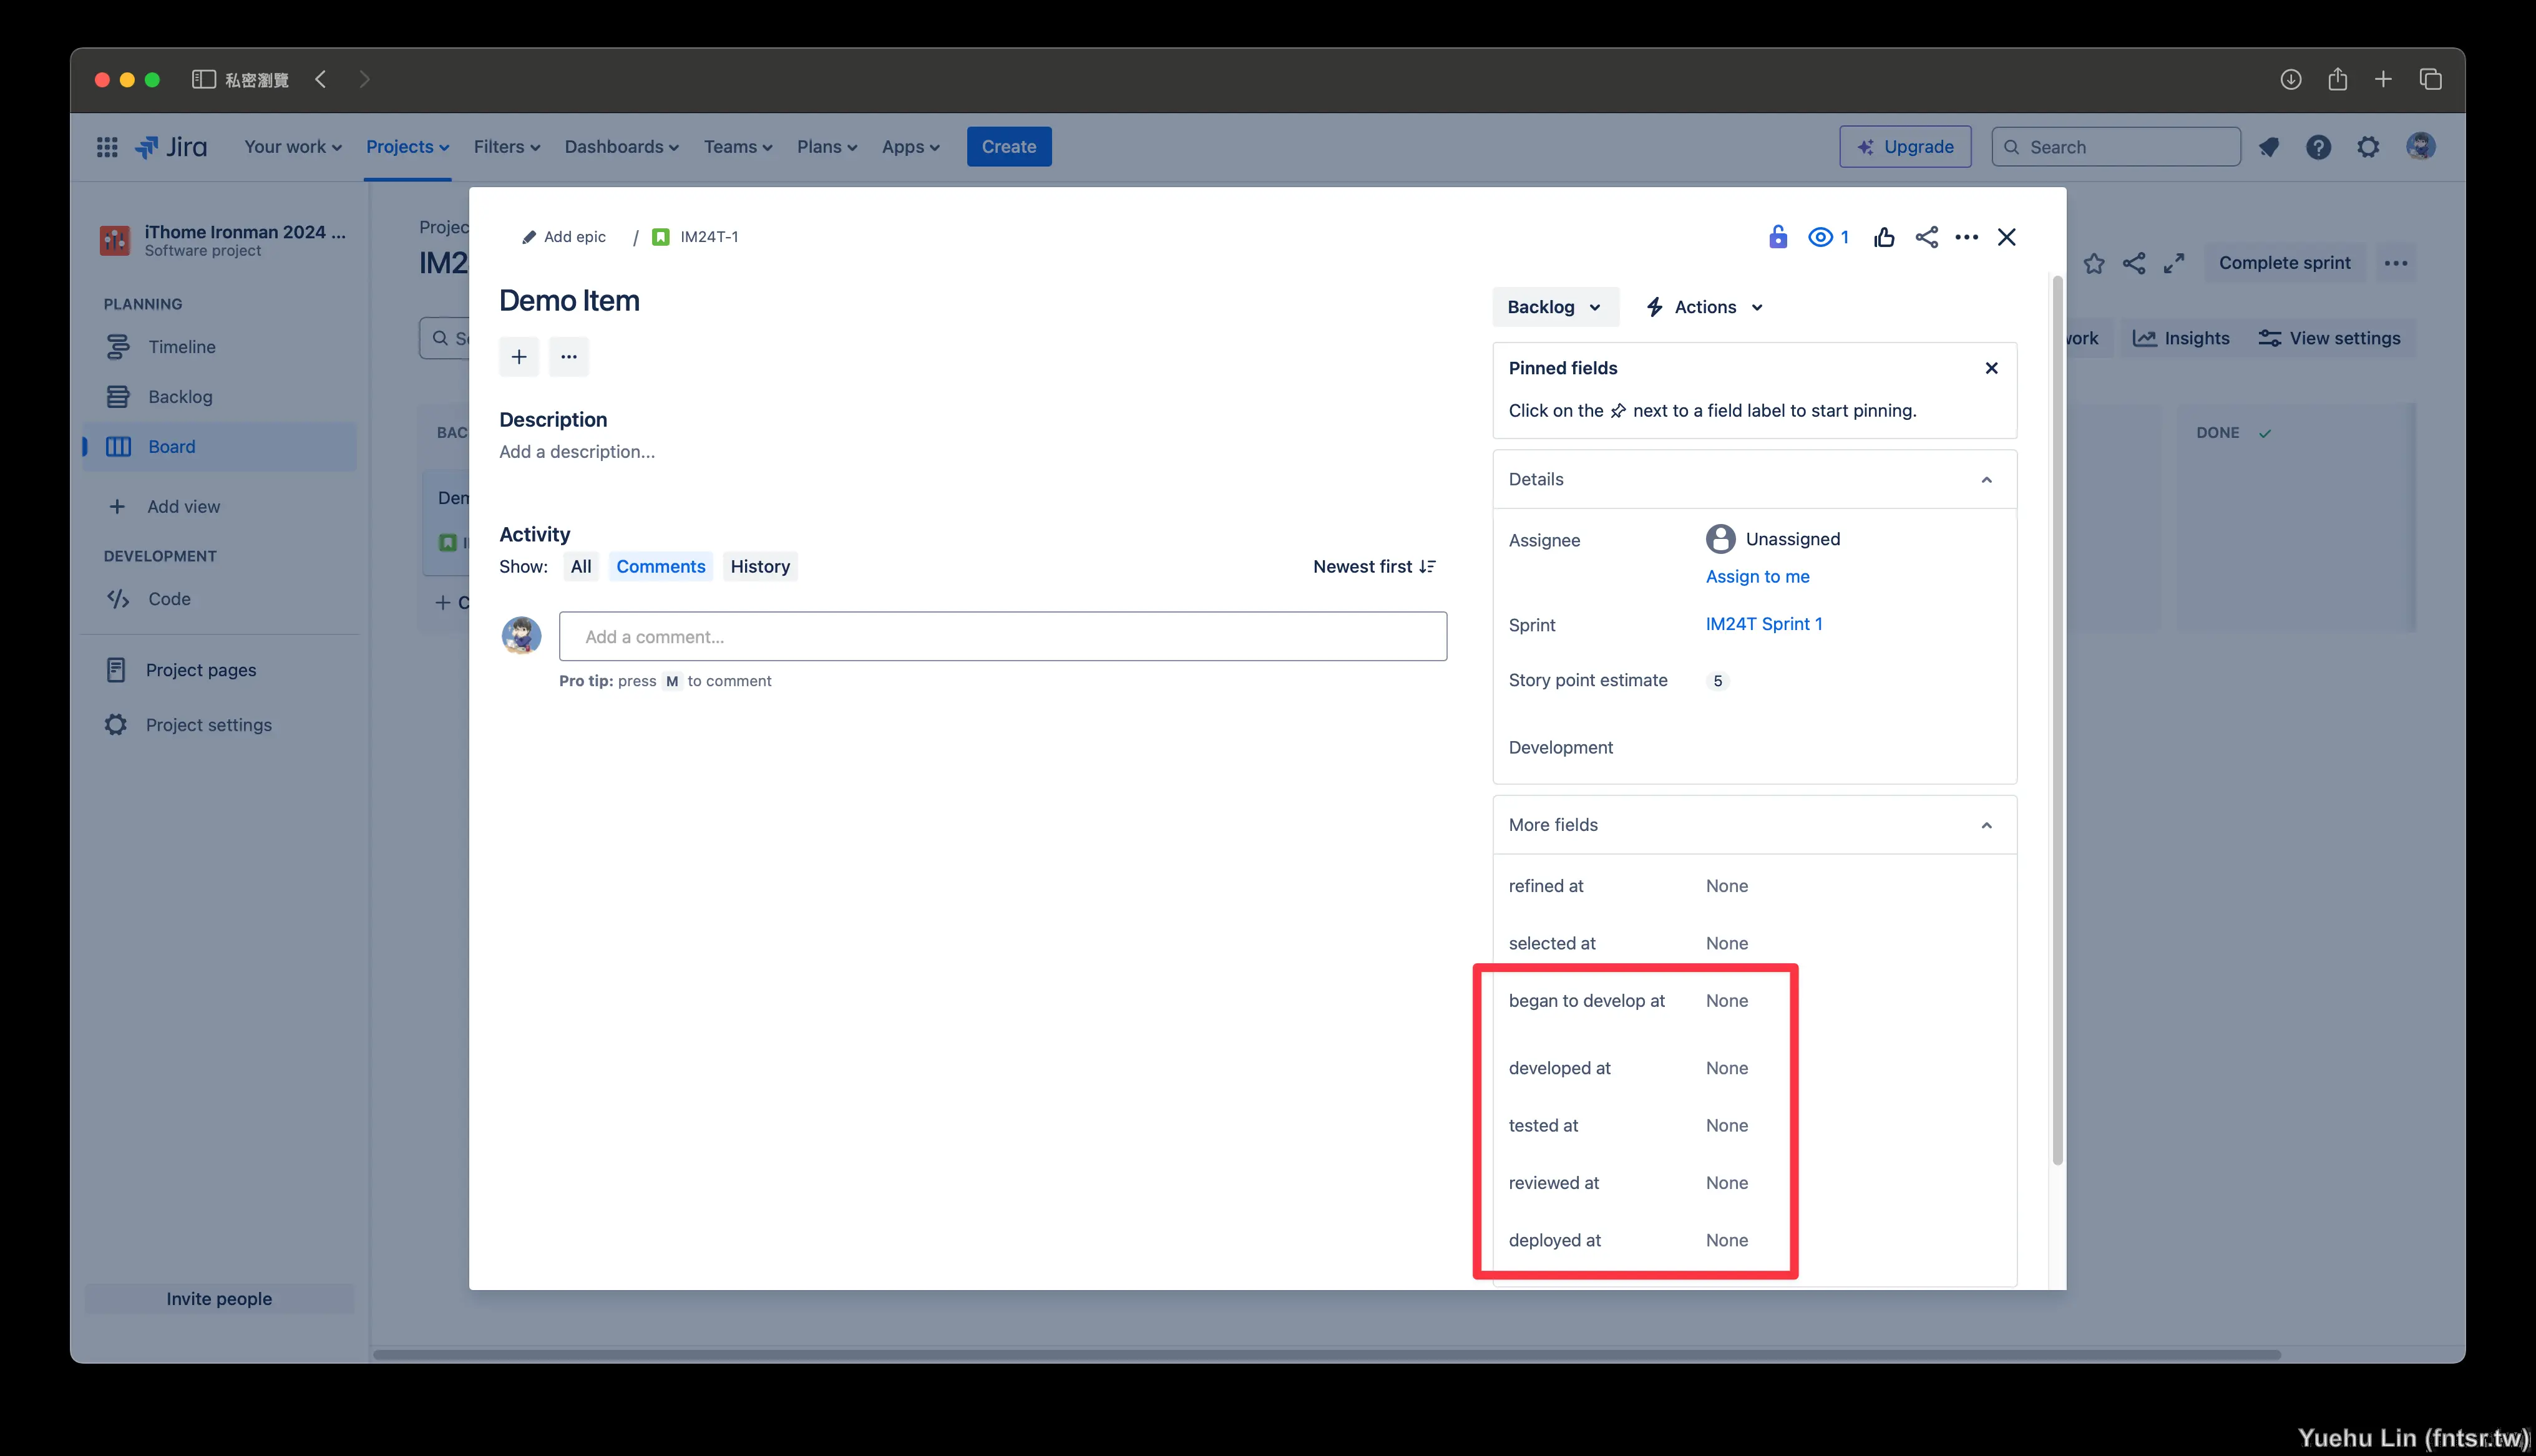 私密瀏覽
Jira Your work Projects Filters Dashboards Teams Plans Apps Create Upgrade Search
iThome Ironman 2024 ...
Software project
PLANNING
Timeline
Backlog
Board
Add view
DEVELOPMENT
Code
Project pages
Project settings
Invite people
Projec
IM2
BAC
Add epic / IM24T-1 1
Demo Item
Description
Add a description...
Activity
Show: All Comments History Newest first
Add a comment...
Pro tip: press M to comment
Backlog Actions
Pinned fields
Click on the next to a field label to start pinning.
Details
Assignee Unassigned
Assign to me
Sprint IM24T Sprint 1
Story point estimate 5
Development
More fields
refined at None
selected at None
began to develop at None
developed at None
tested at None
reviewed at None
deployed at None
Complete sprint
Insights View settings
DONE
Yuehu Lin (fntsr.tw)